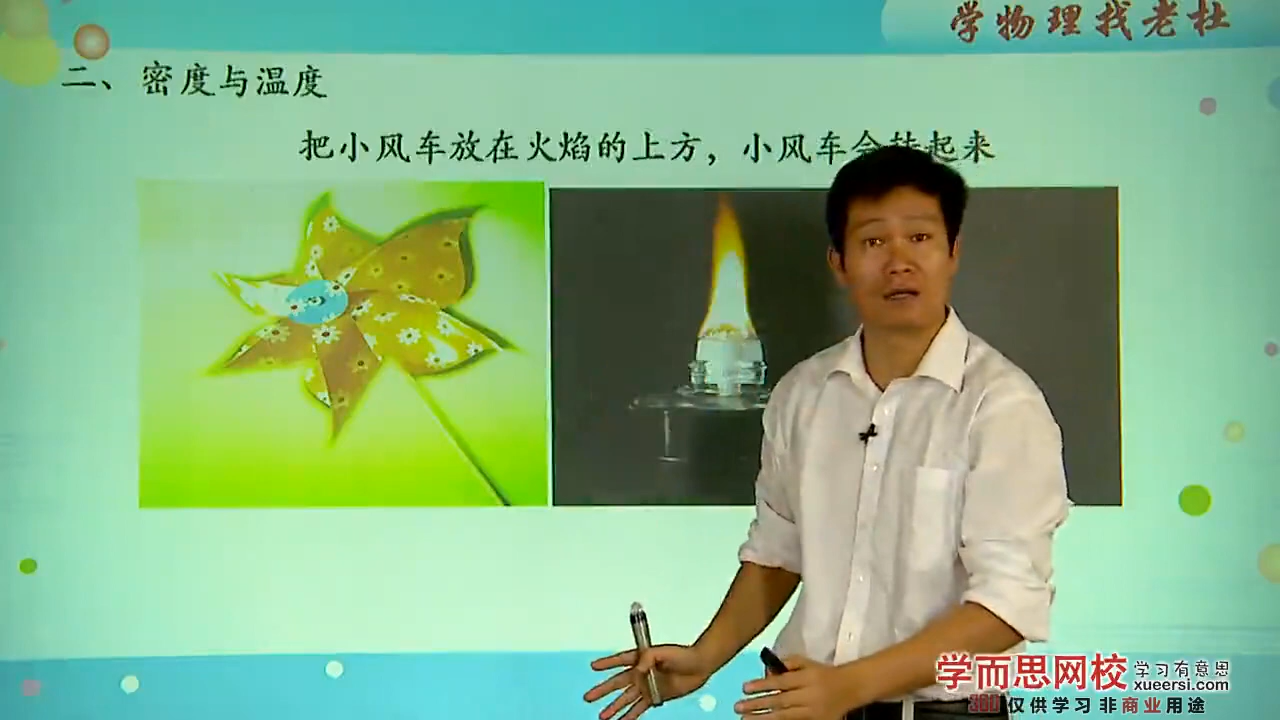 学物理找老杜
二、密度与温度
把小风车放在火焰的上方，小风车会转起来
学而思网校 学习有意思
xueersi.com
360 仅供学习 非商业用途